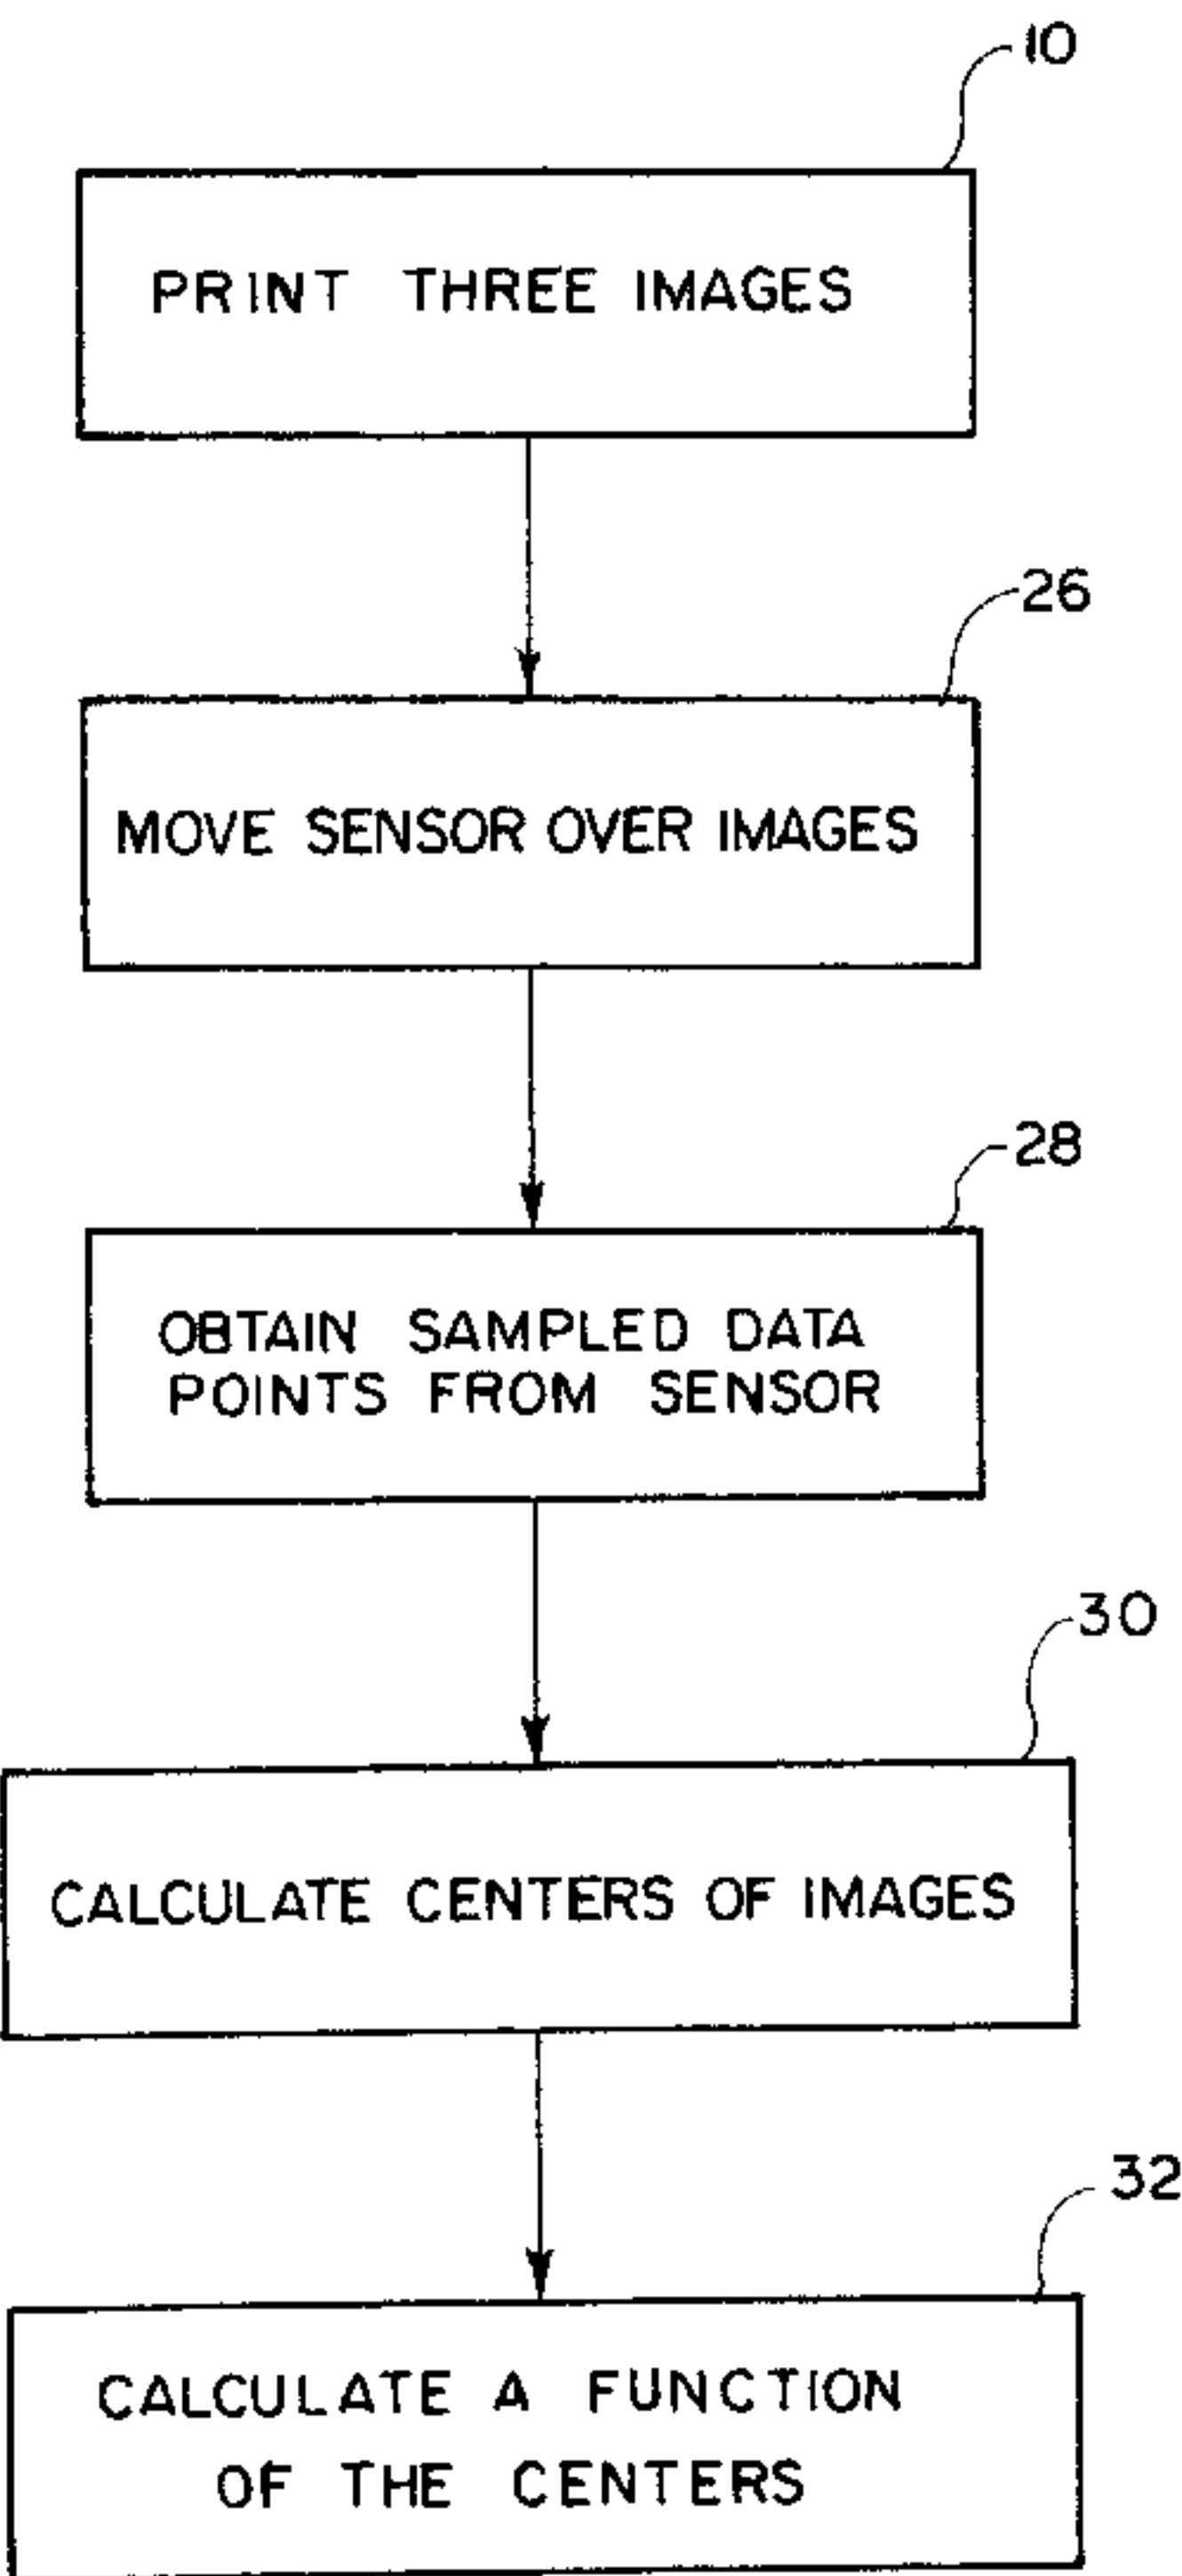 10
PRINT THREE IMAGES
26
MOVE SENSOR OVER IMAGES
28
OBTAIN SAMPLED DATA
POINTS FROM SENSOR
30
CALCULATE CENTERS OF IMAGES
32
CALCULATE A FUNCTION
OF THE CENTERS